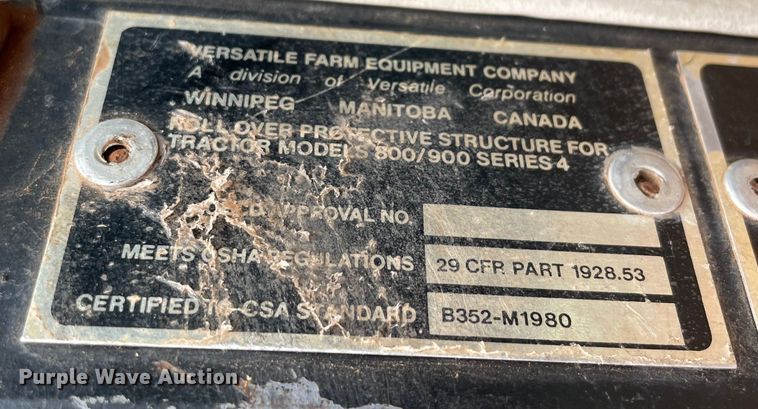 VERSATILE FARM EQUIPMENT COMPANY
A division of Versatile Corporation
WINNIPEG MANITOBA CANADA
ROLL OVER PROTECTIVE STRUCTURE FOR
TRACTOR MODELS 800/900 SERIES 4
APPROVAL NO.
MEETS OSHA REGULATIONS 29 CFR PART 1928.53
CERTIFIED TO CSA STANDARD B352-M1980
Purple Wave Auction